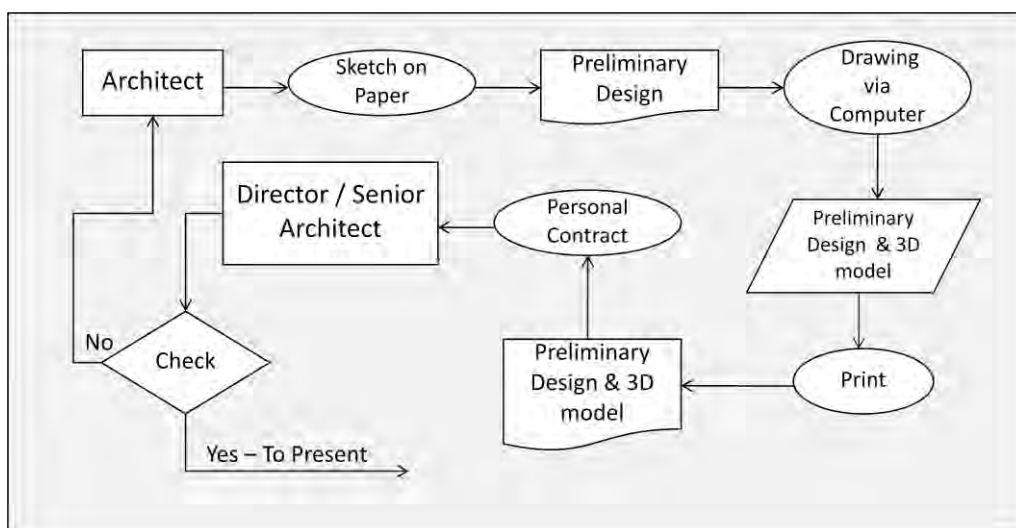 Architect
Sketch on
Paper
Preliminary
Design
Drawing
via
Computer
Preliminary
Design & 3D
model
Print
Preliminary
Design & 3D
model
Personal
Contract
Director / Senior
Architect
Check
No
Yes – To Present